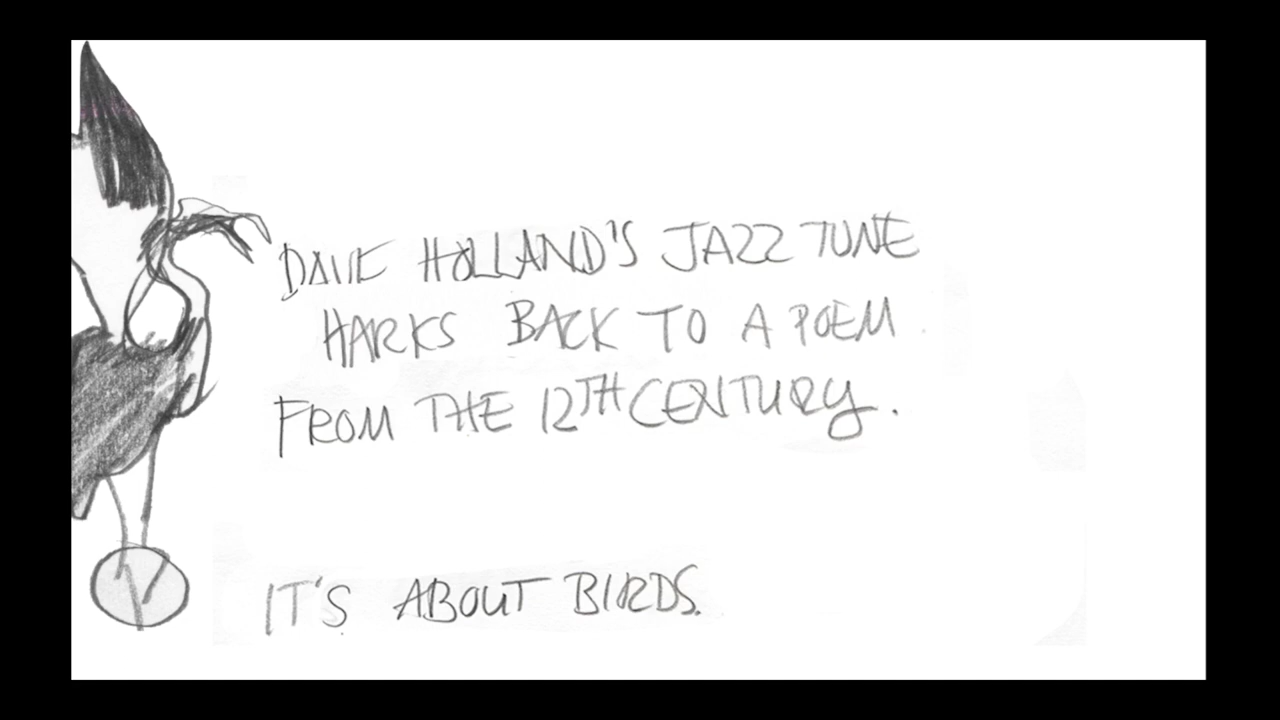 DAVE HOLLAND'S JAZZ TUNE
HARKS BACK TO A POEM
FROM THE 12TH CENTURY.
IT'S ABOUT BIRDS.